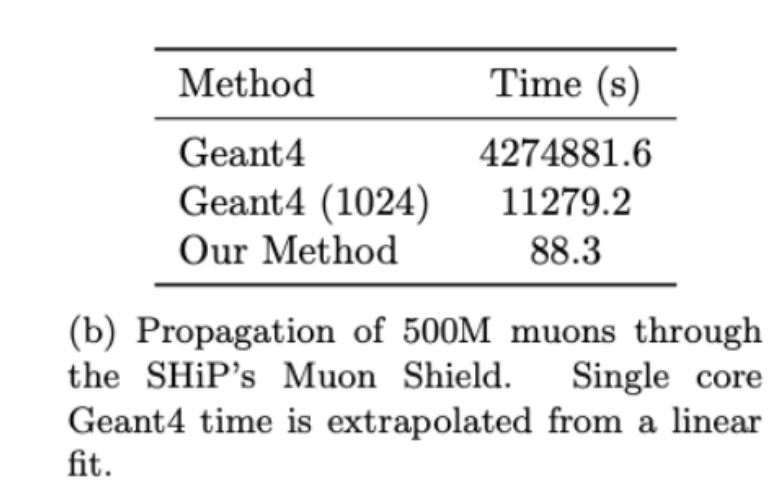 Method Time (s)
Geant4 4274881.6
Geant4 (1024) 11279.2
Our Method 88.3
(b) Propagation of 500M muons through
the SHiP's Muon Shield. Single core
Geant4 time is extrapolated from a linear
fit.